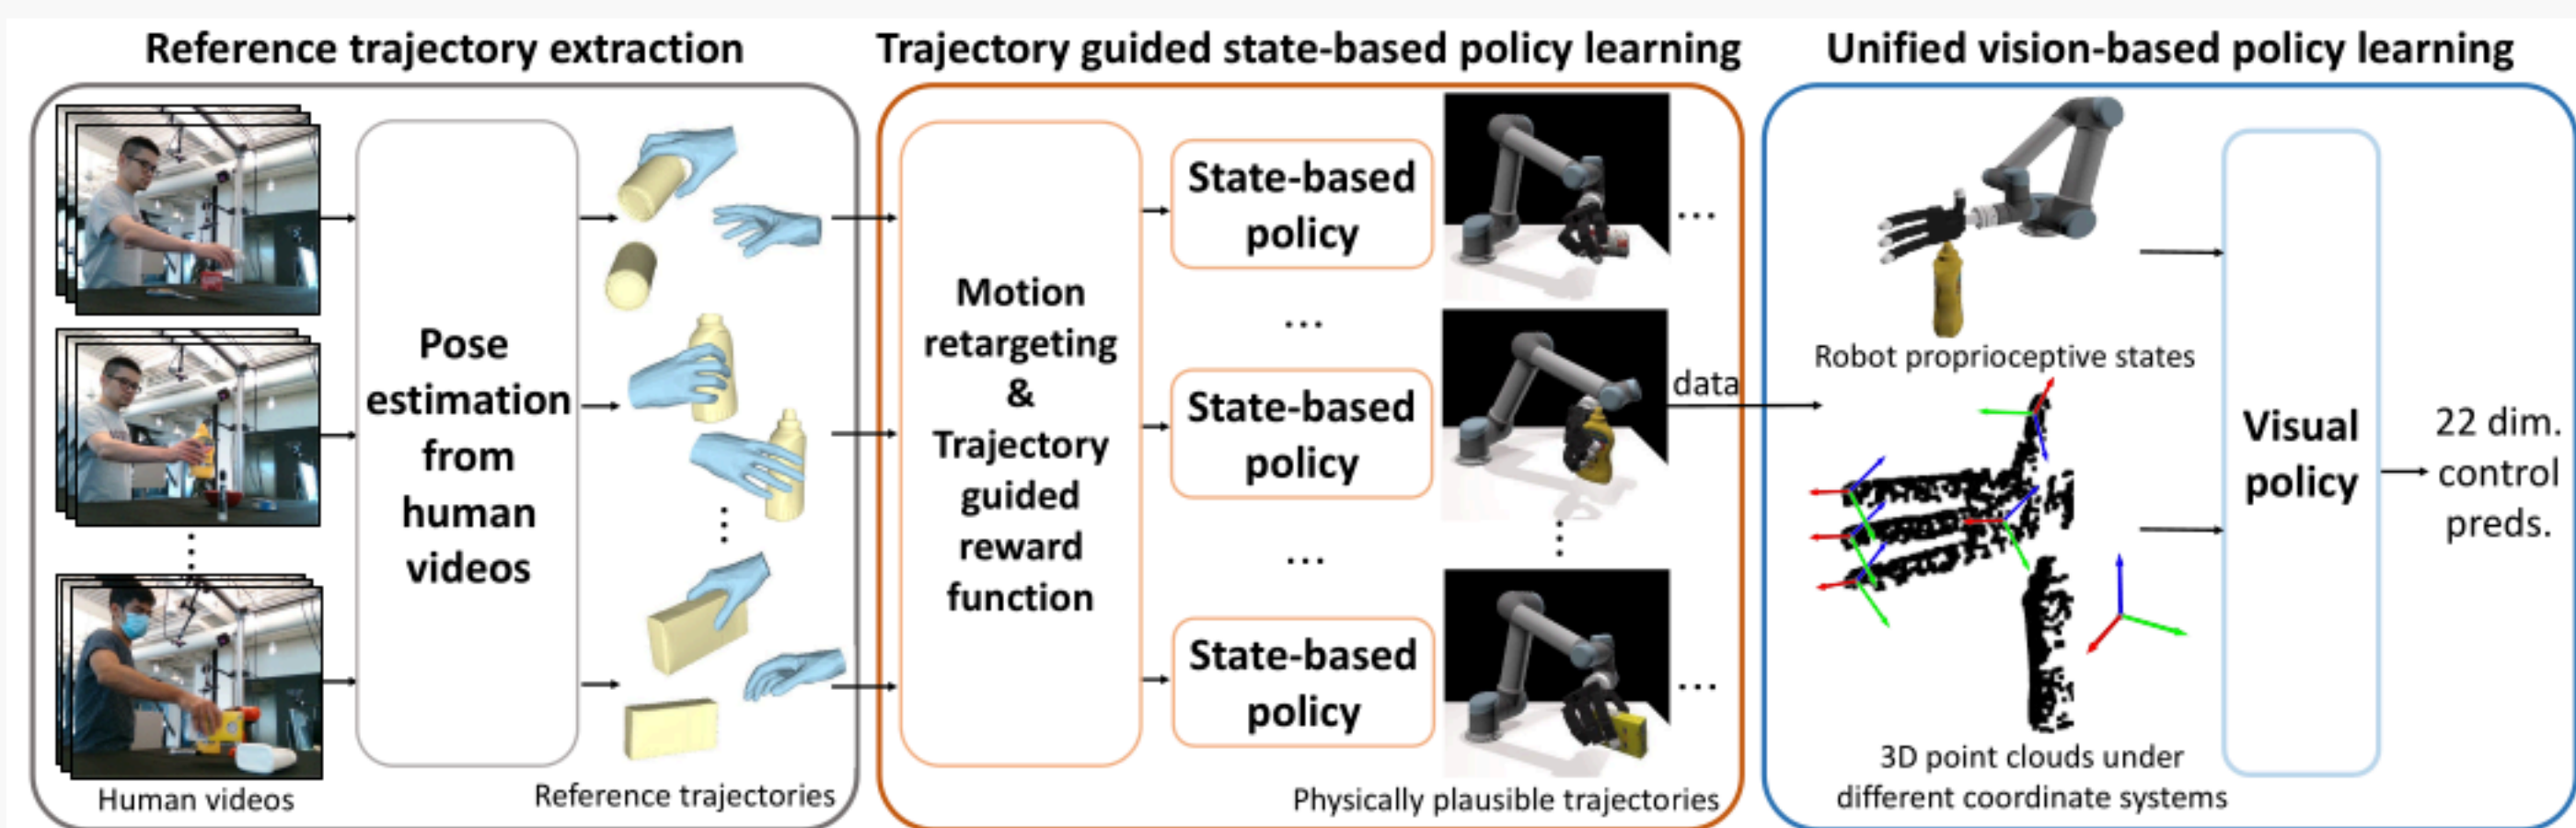 Reference trajectory extraction
Trajectory guided state-based policy learning
Unified vision-based policy learning
Pose
estimation
from
human
videos
Human videos
Reference trajectories
Motion
retargeting
&
Trajectory
guided
reward
function
State-based
policy
...
...
State-based
policy
...
State-based
policy
...
data
Physically plausible trajectories
Robot proprioceptive states
3D point clouds under
different coordinate systems
Visual
policy
22 dim.
control
preds.